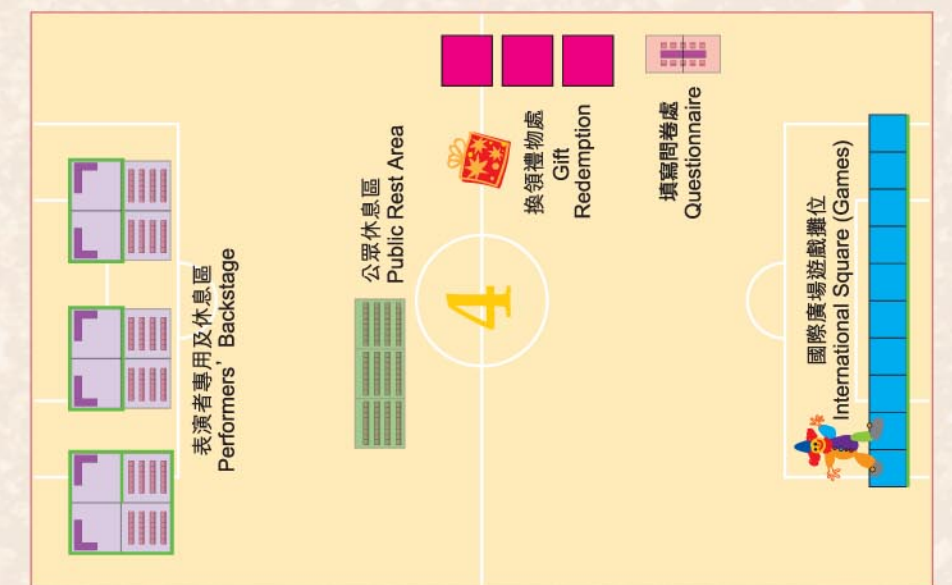 表演者專用及休息區
Performers' Backstage
公眾休息區
Public Rest Area
4
換領禮物處
Gift
Redemption
填寫問卷處
Questionnaire
國際廣場遊戲攤位
International Square (Games)